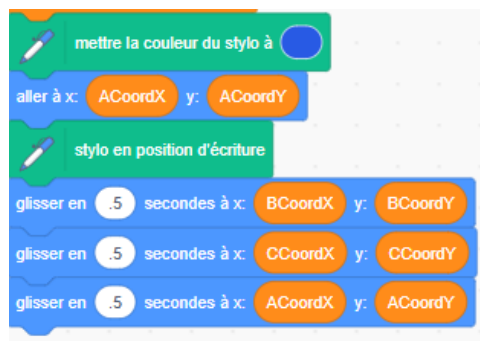 mettre la couleur du stylo à
aller à x: ACoordX y: ACoordY
stylo en position d'écriture
glisser en .5 secondes à x: BCoordX y: BCoordY
glisser en .5 secondes à x: CCoordX y: CCoordY
glisser en .5 secondes à x: ACoordX y: ACoordY